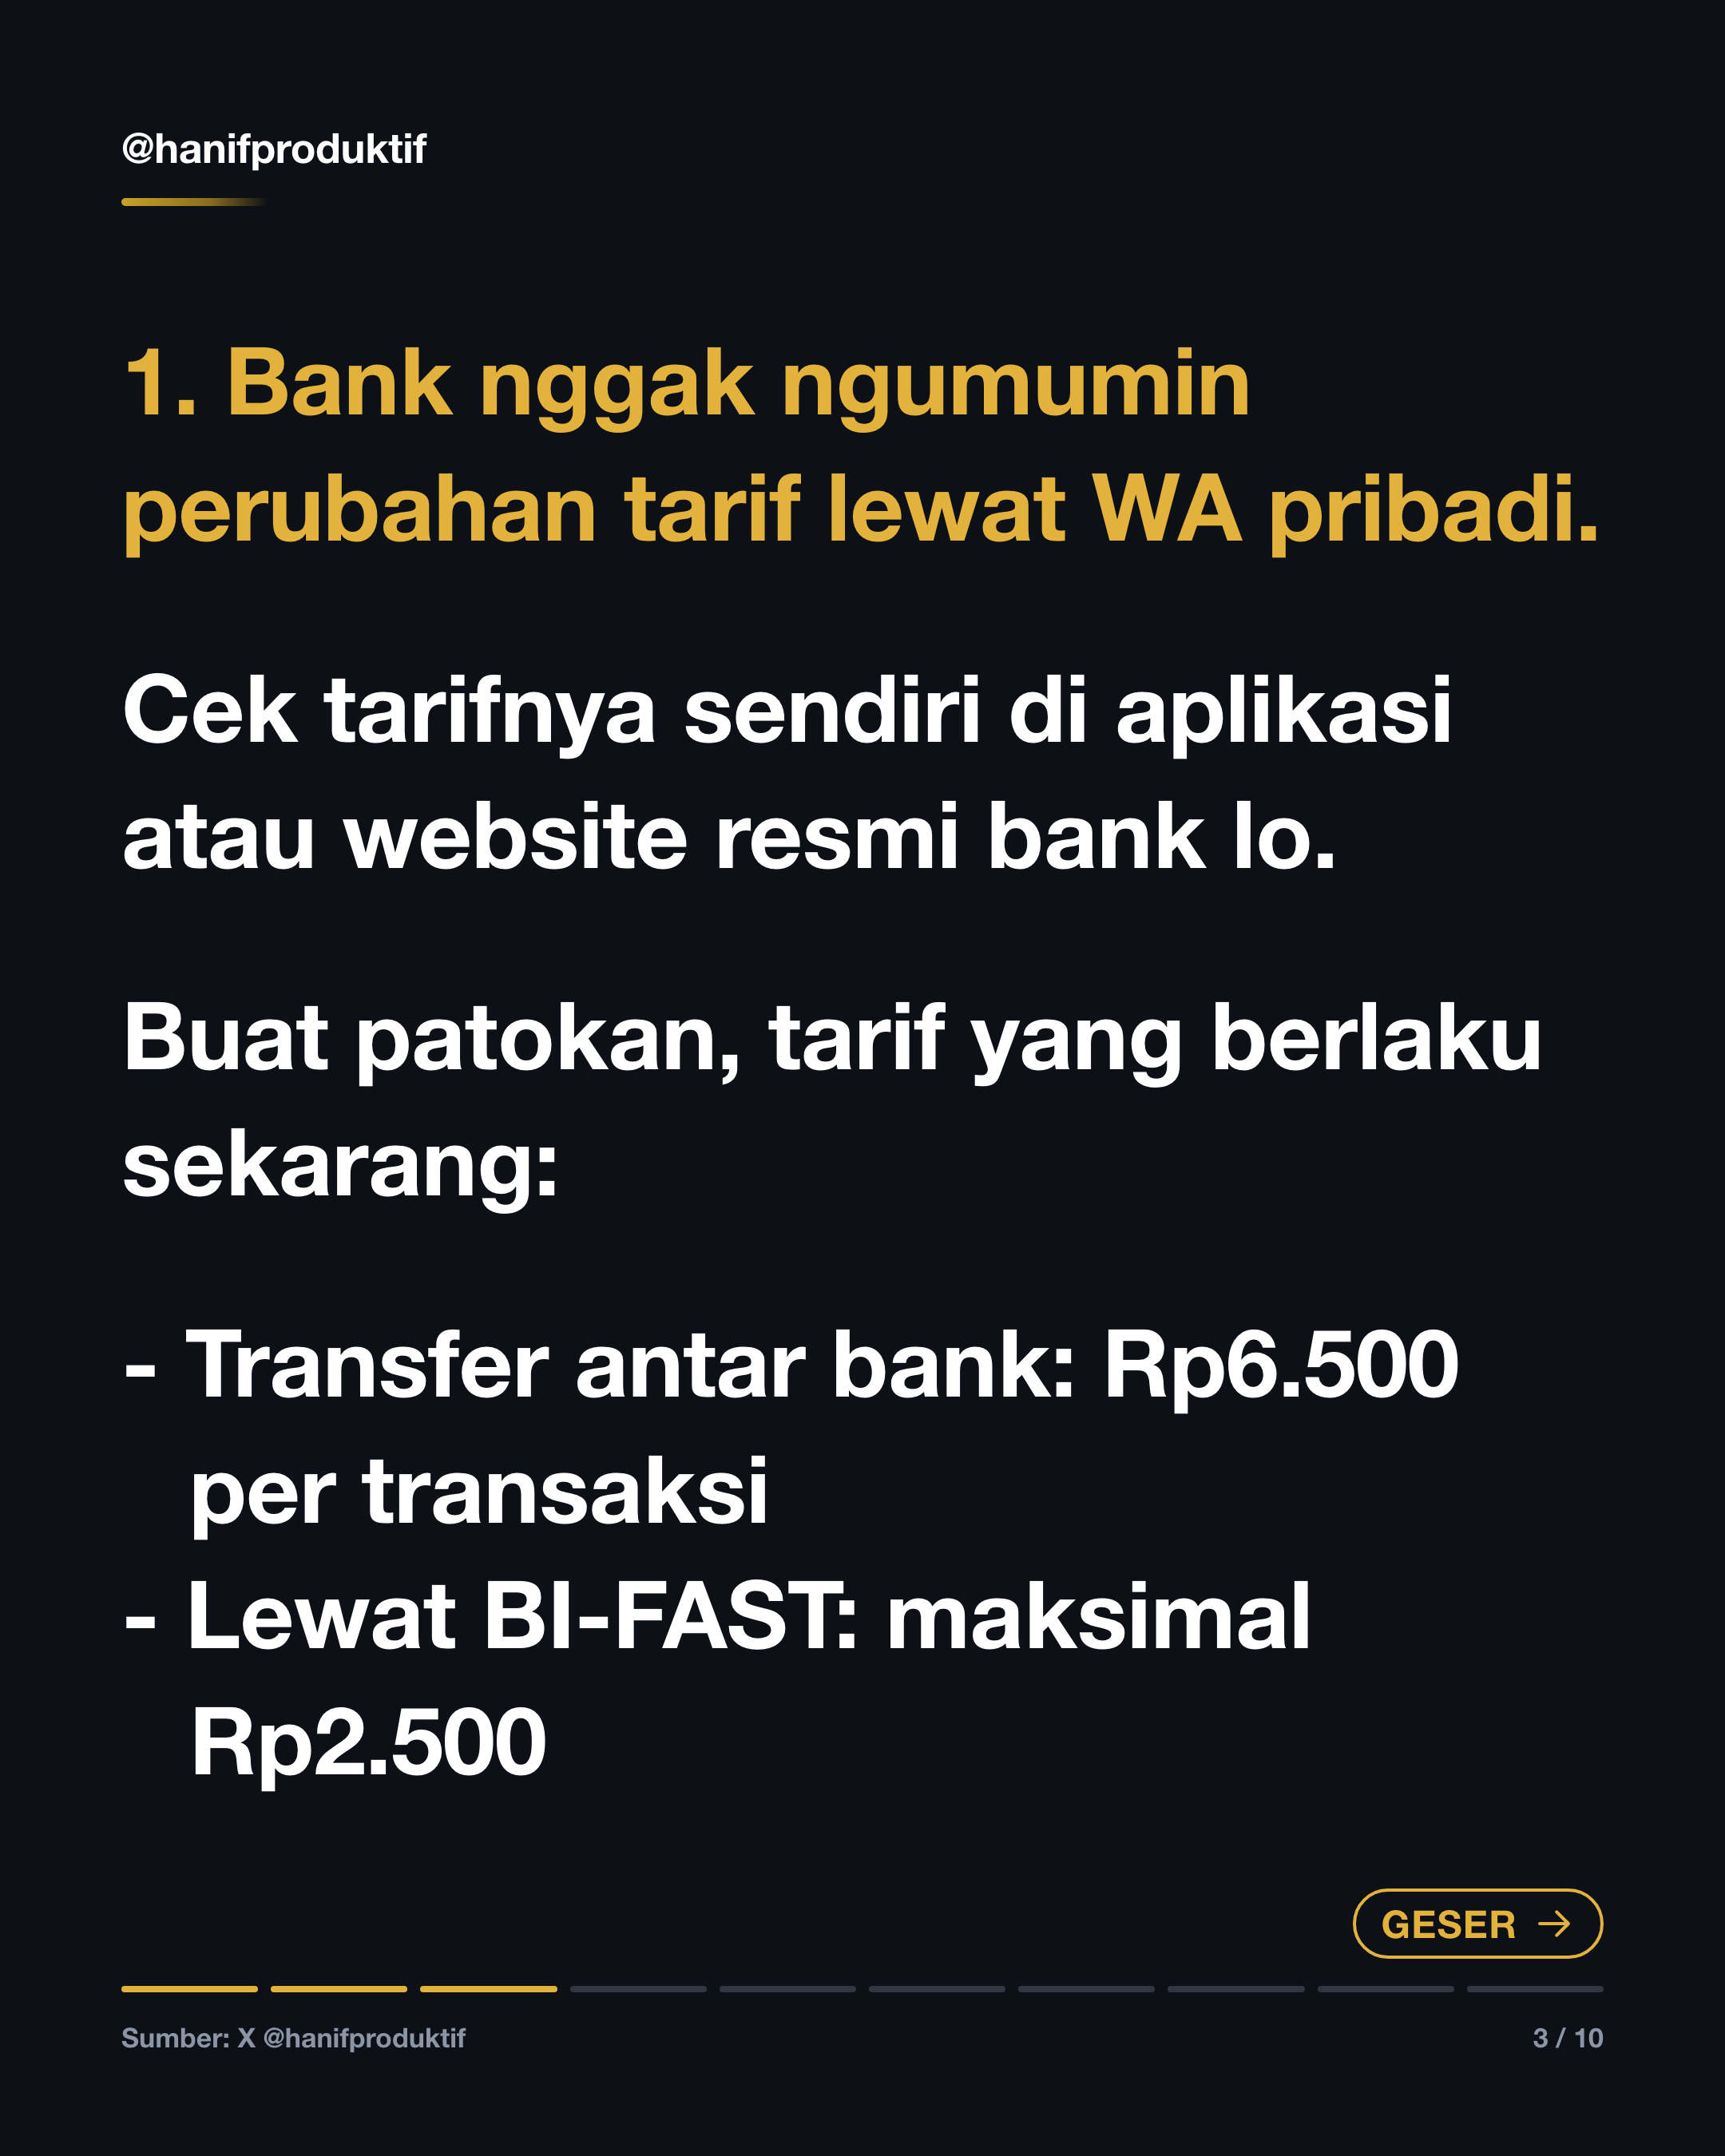 @hanifproduktif
1. Bank nggak ngumumin
perubahan tarif lewat WA pribadi.
Cek tarifnya sendiri di aplikasi
atau website resmi bank lo.
Buat patokan, tarif yang berlaku
sekarang:
- Transfer antar bank: Rp6.500
per transaksi
- Lewat BI-FAST: maksimal
Rp2.500
GESER →
Sumber: X @hanifproduktif
3 / 10